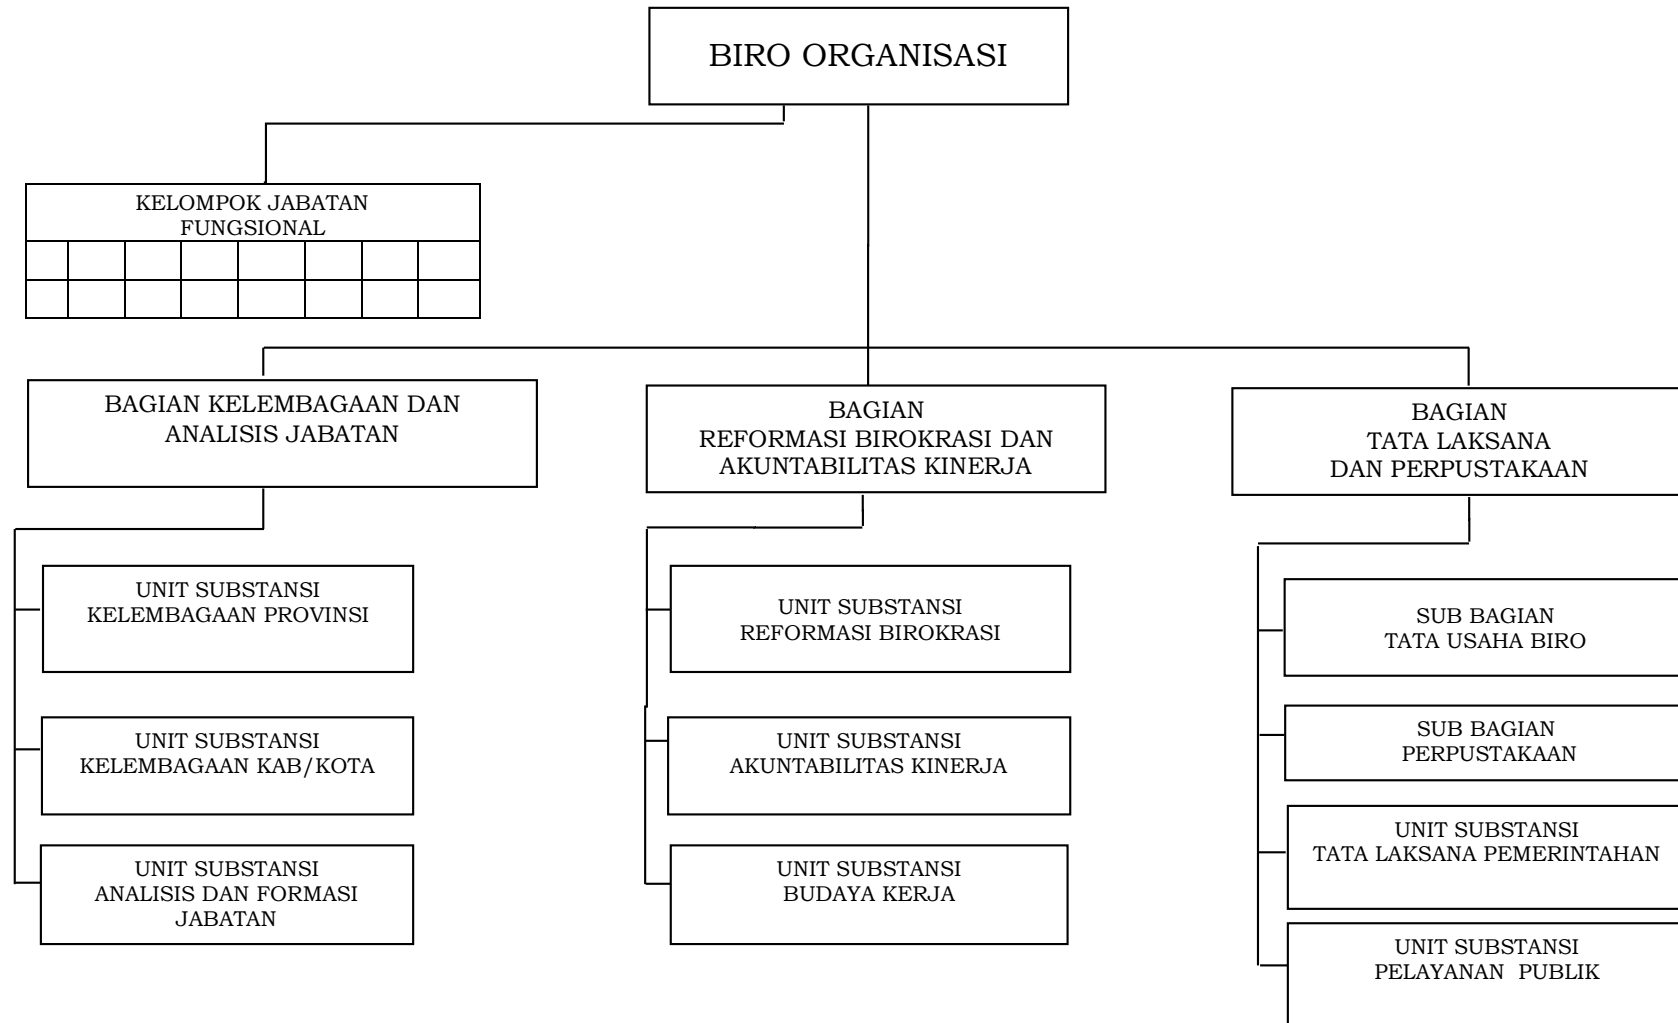 BIRO ORGANISASI
KELOMPOK JABATAN
FUNGSIONAL
BAGIAN KELEMBAGAAN DAN
ANALISIS JABATAN
BAGIAN
REFORMASI BIROKRASI DAN
AKUNTABILITAS KINERJA
BAGIAN
TATA LAKSANA
DAN PERPUSTAKAAN
UNIT SUBSTANSI
KELEMBAGAAN PROVINSI
UNIT SUBSTANSI
KELEMBAGAAN KAB/KOTA
UNIT SUBSTANSI
ANALISIS DAN FORMASI
JABATAN
UNIT SUBSTANSI
REFORMASI BIROKRASI
UNIT SUBSTANSI
AKUNTABILITAS KINERJA
UNIT SUBSTANSI
BUDAYA KERJA
SUB BAGIAN
TATA USAHA BIRO
SUB BAGIAN
PERPUSTAKAAN
UNIT SUBSTANSI
TATA LAKSANA PEMERINTAHAN
UNIT SUBSTANSI
PELAYANAN  PUBLIK